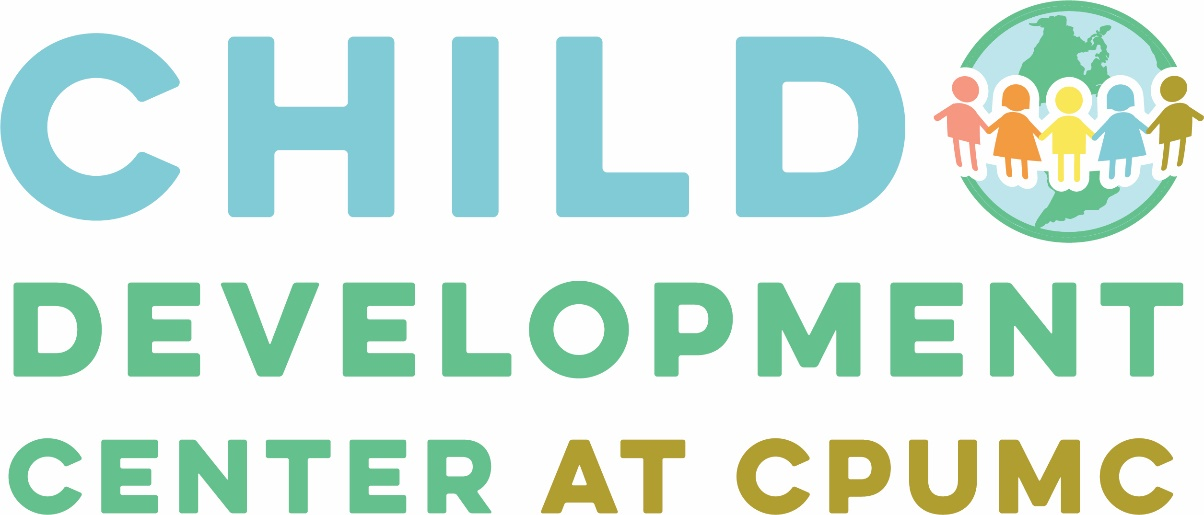 CHILD
DEVELOPMENT
CENTER AT CPUMC